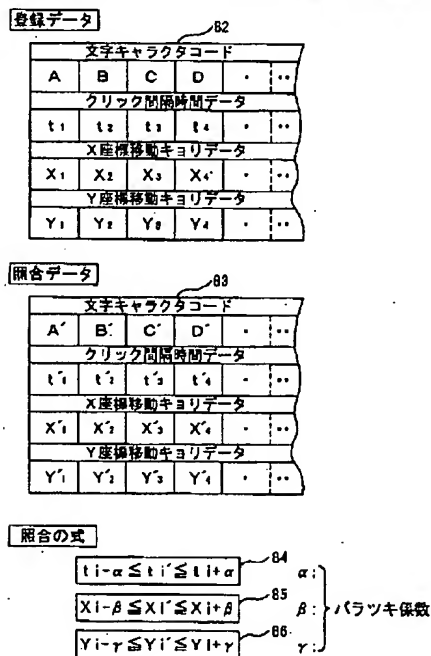 登録データ
82
文字キャラクタコード
A B C D ・ ‥
クリック間隔時間データ
t1 t2 t3 t4 ・ ‥
X座標移動キョリデータ
X1 X2 X3 X4 ・ ‥
Y座標移動キョリデータ
Y1 Y2 Y3 Y4 ・ ‥
照合データ
83
文字キャラクタコード
A´ B´ C´ D´ ・ ‥
クリック間隔時間データ
t´1 t´2 t´3 t´4 ・ ‥
X座標移動キョリデータ
X´1 X´2 X´3 X´4 ・ ‥
Y座標移動キョリデータ
Y´1 Y´2 Y´3 Y´4 ・ ‥
照合の式
ti-α≦ti´≦ti+α 84 α:
Xi-β≦Xi´≦Xi+β 85 β: バラツキ係数
Yi-γ≦Yi´≦Yi+γ 86 γ: